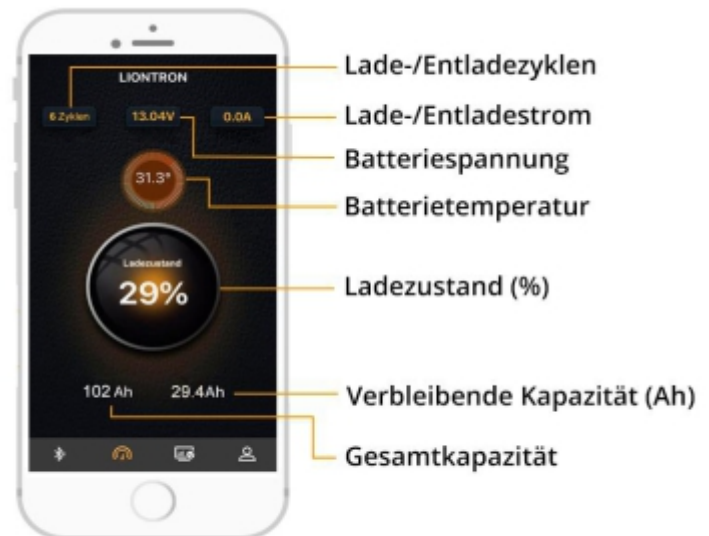 LIONTRON
6 Zyklen
13.04V
0.0A
31.3°
Ladezustand
29%
102 Ah
29.4Ah
Lade-/Entladezyklen
Lade-/Entladestrom
Batteriespannung
Batterietemperatur
Ladezustand (%)
Verbleibende Kapazität (Ah)
Gesamtkapazität